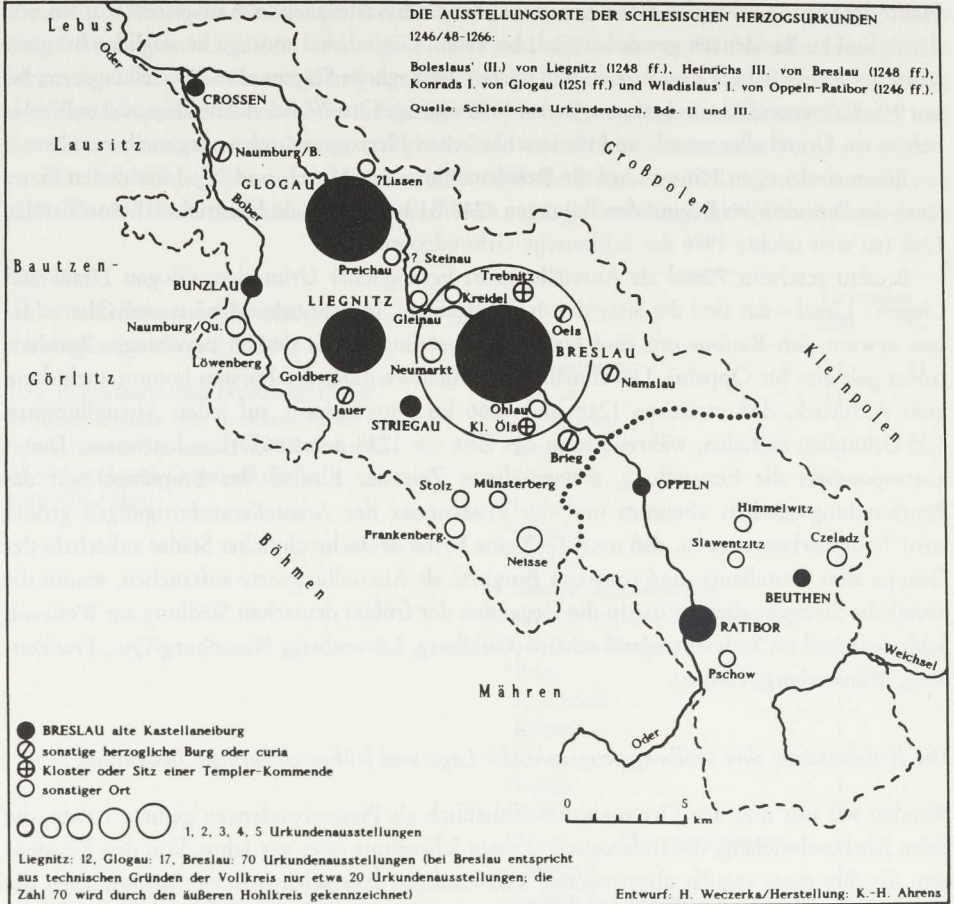 DIE AUSSTELLUNGSORTE DER SCHLESISCHEN HERZOGSURKUNDEN
1246/48-1266:
Boleslaus' (II.) von Liegnitz (1248 ff.), Heinrichs III. von Breslau (1248 ff.),
Konrads I. von Glogau (1251 ff.) und Wladislaus' I. von Oppeln-Ratibor (1246 ff.).
Quelle: Schlesisches Urkundenbuch, Bde. II und III.
Lebus
Oder
CROSSEN
Lausitz
Naumburg/B.
Großpolen
?Lissen
GLOGAU
Bober
Bautzen-
Preichau
? Steinau
Trebnitz
BUNZLAU
LIEGNITZ
Kreidel
Gleinau
Naumburg/Qu.
Oels
Kleinpolen
BRESLAU
Löwenberg
Görlitz
Goldberg
Neumarkt
Namslau
Jauer
Ohlau
STRIEGAU
Kl. Öls
Brieg
Stolz
Münsterberg
OPPELN
Himmelwitz
Frankenberg
Czeladz
Slawentzitz
Böhmen
Neisse
BEUTHEN
RATIBOR
Weichsel
Pschow
Mähren
Oder
BRESLAU alte Kastellaneiburg
sonstige herzogliche Burg oder curia
Kloster oder Sitz einer Templer-Kommende
sonstiger Ort
0 5
km
1, 2, 3, 4, 5 Urkundenausstellungen
Liegnitz: 12, Glogau: 17, Breslau: 70 Urkundenausstellungen (bei Breslau entspricht
aus technischen Gründen der Vollkreis nur etwa 20 Urkundenausstellungen; die
Zahl 70 wird durch den äußeren Hohlkreis gekennzeichnet)
Entwurf: H. Weczerka/Herstellung: K.-H. Ahrens